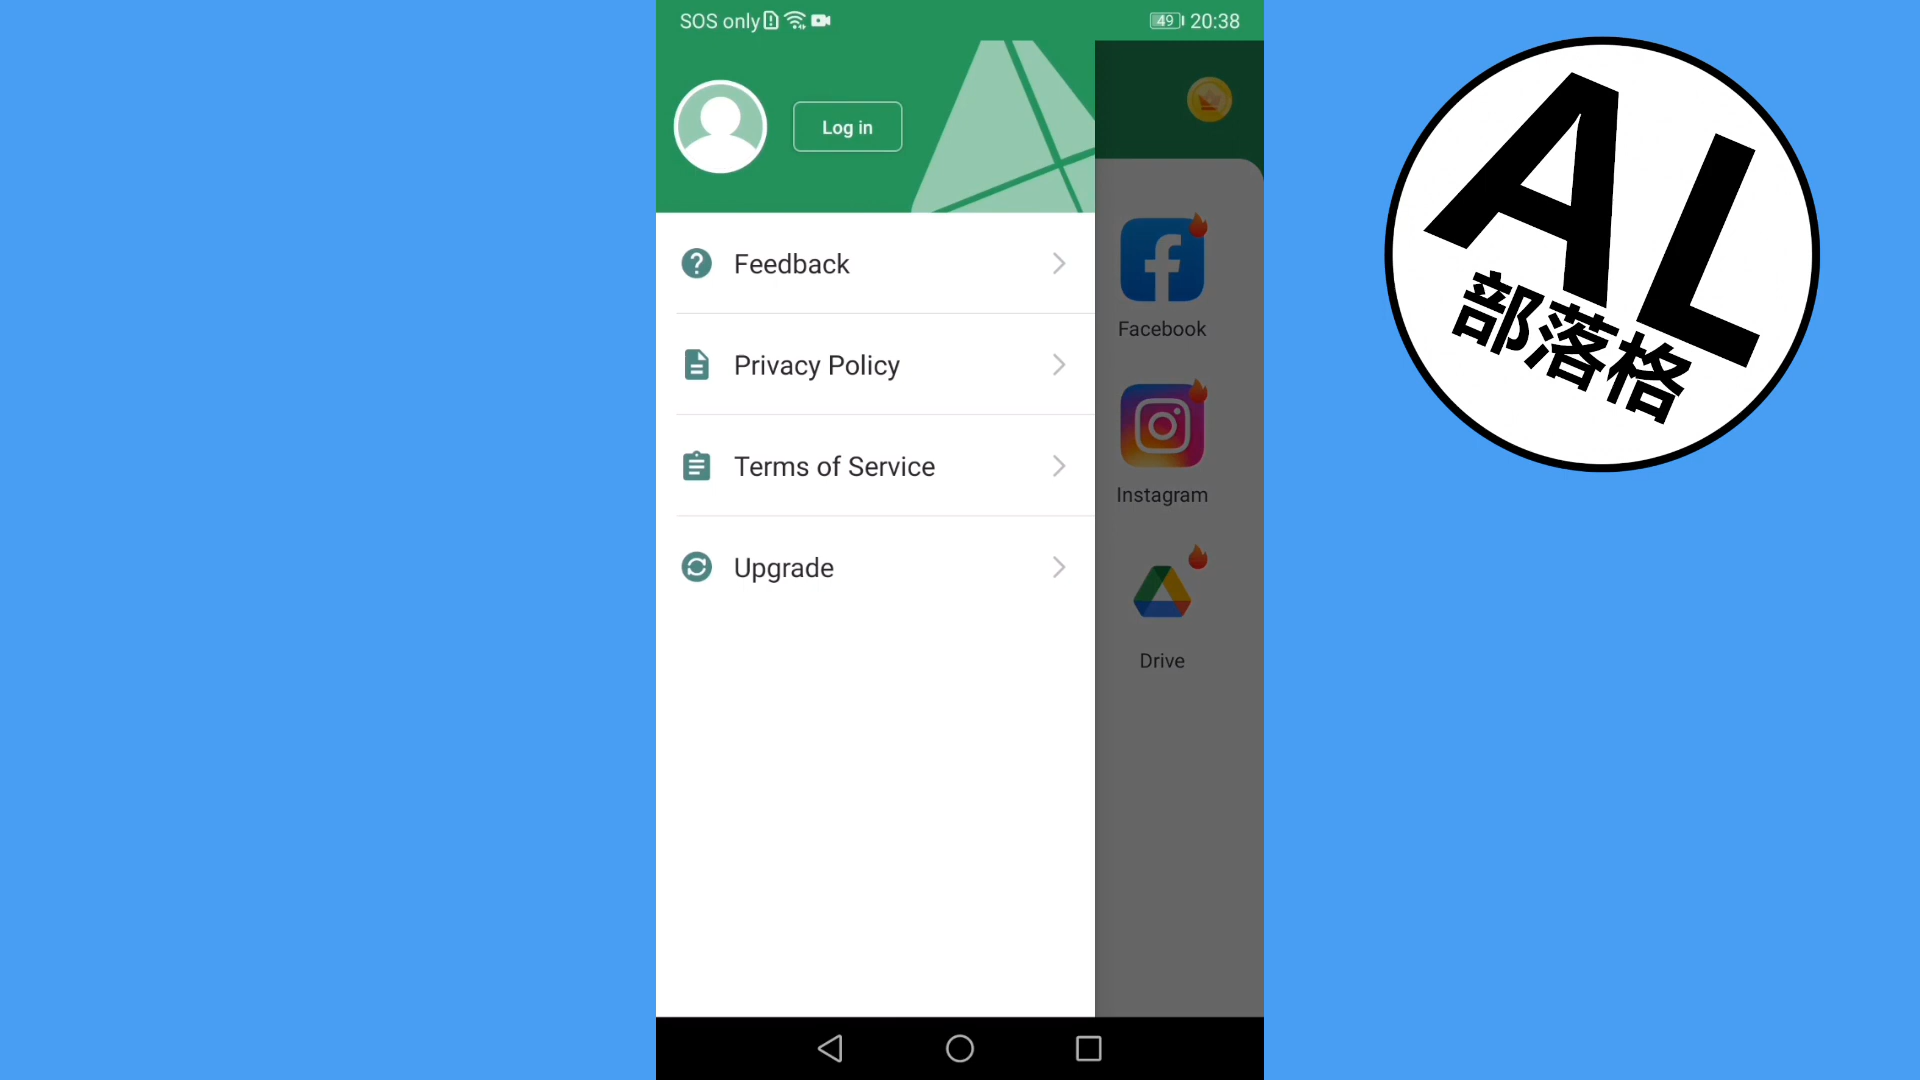 SOS only
49 20:38
Log in
Feedback
Privacy Policy
Terms of Service
Upgrade
Facebook
Instagram
Drive
AL
部落格